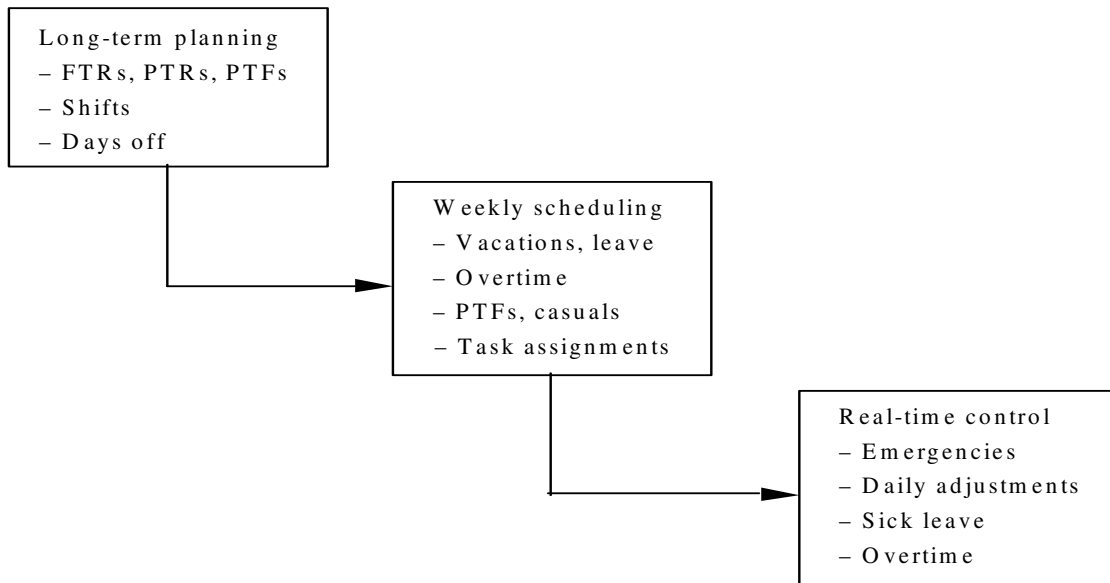 Long-term planning
– FTRs, PTRs, PTFs
– Shifts
– Days off
Weekly scheduling
– Vacations, leave
– Overtime
– PTFs, casuals
– Task assignments
Real-time control
– Emergencies
– Daily adjustments
– Sick leave
– Overtime